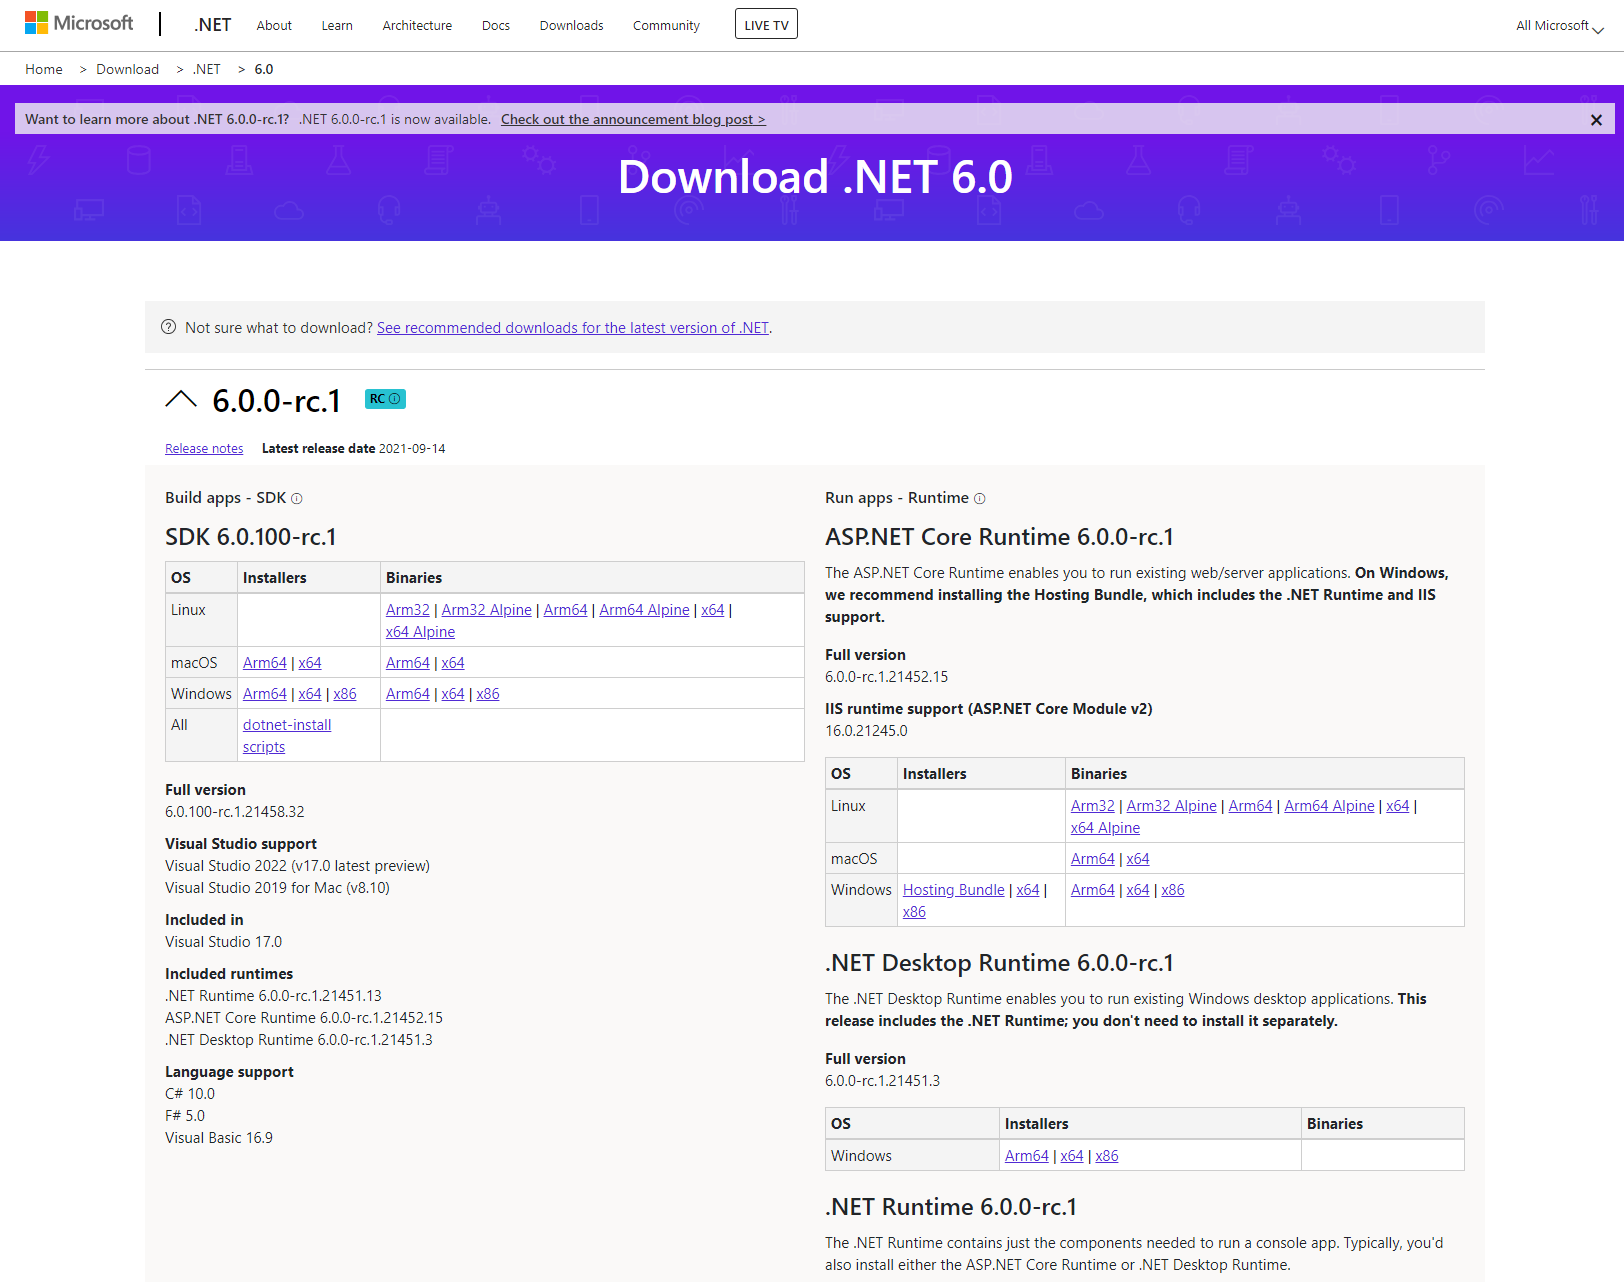 Microsoft | .NET About Learn Architecture Docs Downloads Community LIVE TV All Microsoft
Home > Download > .NET > 6.0
Want to learn more about .NET 6.0.0-rc.1? .NET 6.0.0-rc.1 is now available. Check out the announcement blog post >
Download .NET 6.0
Not sure what to download? See recommended downloads for the latest version of .NET.
6.0.0-rc.1 RC
Release notes Latest release date 2021-09-14
Build apps - SDK
SDK 6.0.100-rc.1
OS Installers Binaries
Linux Arm32 | Arm32 Alpine | Arm64 | Arm64 Alpine | x64 |
x64 Alpine
macOS Arm64 | x64 Arm64 | x64
Windows Arm64 | x64 | x86 Arm64 | x64 | x86
All dotnet-install
scripts
Full version
6.0.100-rc.1.21458.32
Visual Studio support
Visual Studio 2022 (v17.0 latest preview)
Visual Studio 2019 for Mac (v8.10)
Included in
Visual Studio 17.0
Included runtimes
.NET Runtime 6.0.0-rc.1.21451.13
ASP.NET Core Runtime 6.0.0-rc.1.21452.15
.NET Desktop Runtime 6.0.0-rc.1.21451.3
Language support
C# 10.0
F# 5.0
Visual Basic 16.9
Run apps - Runtime
ASP.NET Core Runtime 6.0.0-rc.1
The ASP.NET Core Runtime enables you to run existing web/server applications. On Windows,
we recommend installing the Hosting Bundle, which includes the .NET Runtime and IIS
support.
Full version
6.0.0-rc.1.21452.15
IIS runtime support (ASP.NET Core Module v2)
16.0.21245.0
OS Installers Binaries
Linux Arm32 | Arm32 Alpine | Arm64 | Arm64 Alpine | x64 |
x64 Alpine
macOS Arm64 | x64
Windows Hosting Bundle | x64 | Arm64 | x64 | x86
x86
.NET Desktop Runtime 6.0.0-rc.1
The .NET Desktop Runtime enables you to run existing Windows desktop applications. This
release includes the .NET Runtime; you don't need to install it separately.
Full version
6.0.0-rc.1.21451.3
OS Installers Binaries
Windows Arm64 | x64 | x86
.NET Runtime 6.0.0-rc.1
The .NET Runtime contains just the components needed to run a console app. Typically, you'd
also install either the ASP.NET Core Runtime or .NET Desktop Runtime.